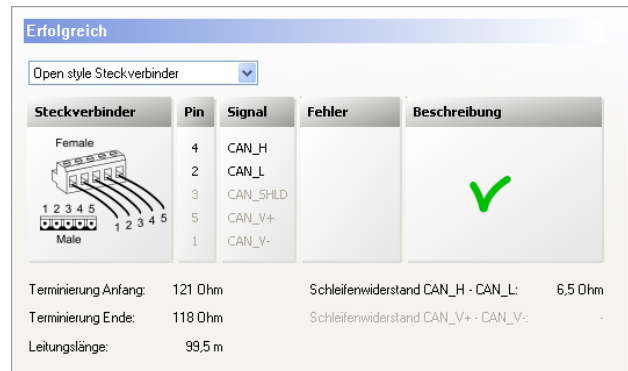 Erfolgreich
Open style Steckverbinder
Steckverbinder Pin Signal Fehler Beschreibung
Female
1 2 3 4 5
1 2 3 4 5
Male
4 CAN_H
2 CAN_L
3 CAN_SHLD
5 CAN_V+
1 CAN_V-
Terminierung Anfang: 121 Ohm Schleifenwiderstand CAN_H - CAN_L: 6,5 Ohm
Terminierung Ende: 118 Ohm Schleifenwiderstand CAN_V+ - CAN_V-: -
Leitungslänge: 99,5 m